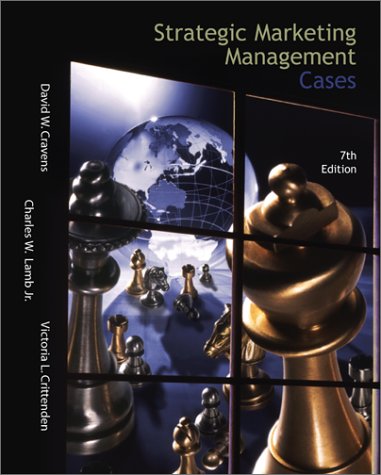 Strategic Marketing
Management
Cases
7th
Edition
David W. Cravens
Charles W. Lamb Jr.
Victoria L. Crittenden